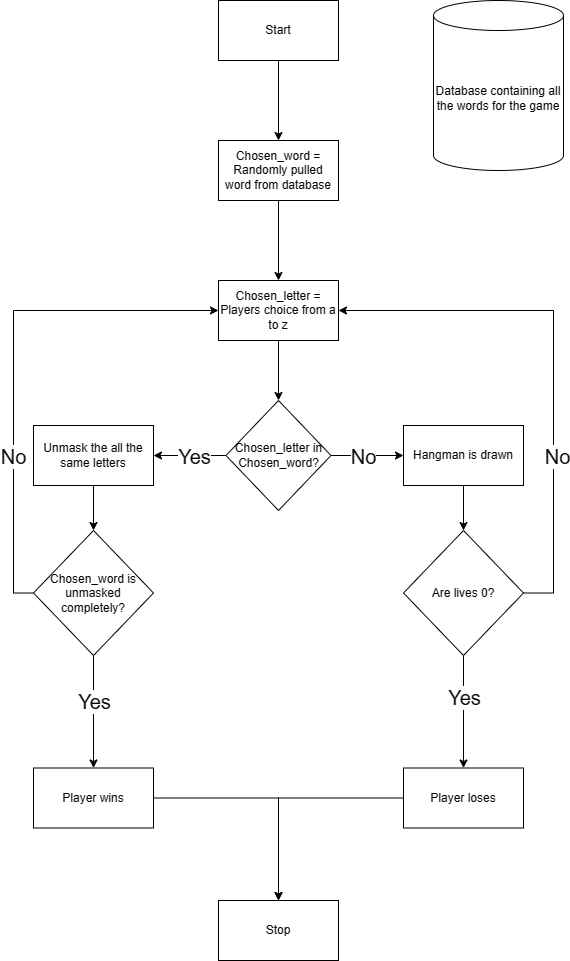 Start
Database containing all
the words for the game
Chosen_word =
Randomly pulled
word from database
Chosen_letter =
Players choice from a
to z
Unmask the all the
same letters
Yes
Chosen_letter in
Chosen_word?
No
Hangman is drawn
No
No
Chosen_word is
unmasked
completely?
Are lives 0?
Yes
Yes
Player wins
Player loses
Stop